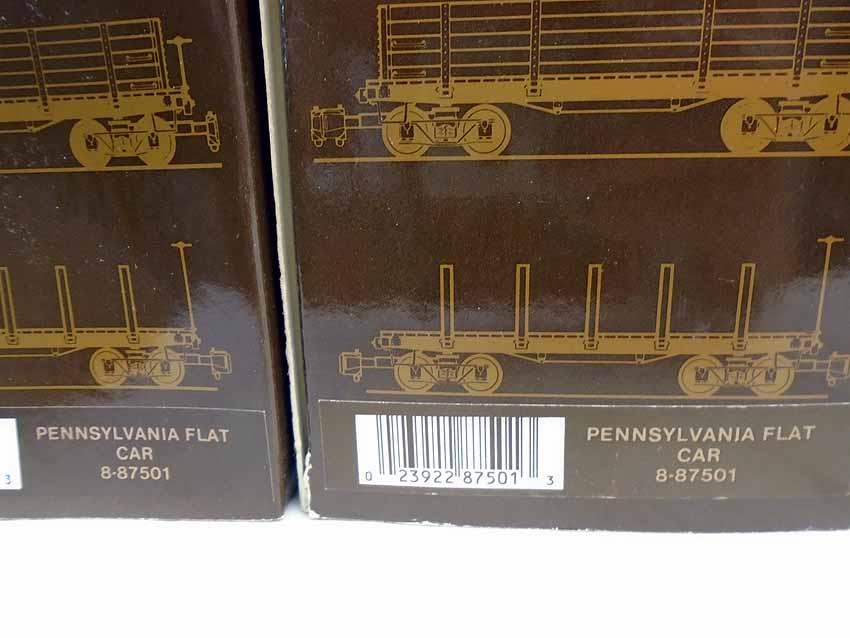 3
PENNSYLVANIA FLAT
CAR
8-87501
0 23922 87501 3
PENNSYLVANIA FLAT
CAR
8-87501